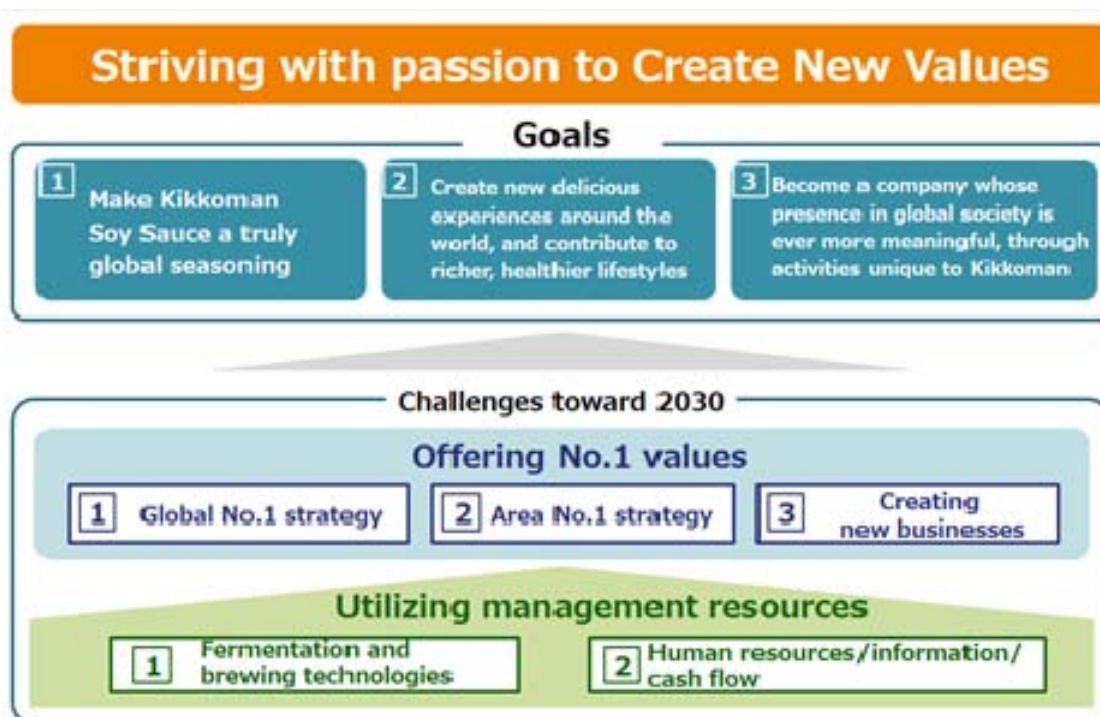 Striving with passion to Create New Values
Goals
1
Make Kikkoman
Soy Sauce a truly
global seasoning
2
Create new delicious
experiences around the
world, and contribute to
richer, healthier lifestyles
3
Become a company whose
presence in global society is
ever more meaningful, through
activities unique to Kikkoman
Challenges toward 2030
Offering No.1 values
1 Global No.1 strategy
2 Area No.1 strategy
3 Creating
new businesses
Utilizing management resources
1 Fermentation and
brewing technologies
2 Human resources/information/
cash flow